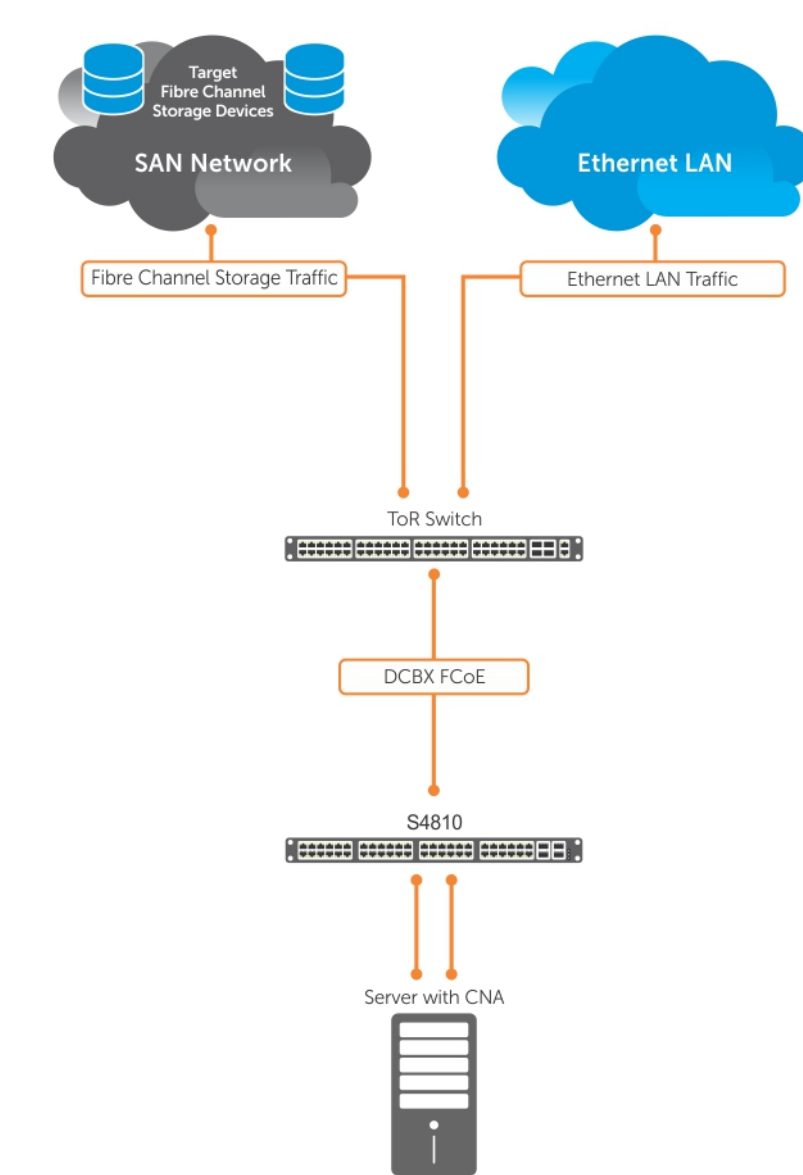 Target
Fibre Channel
Storage Devices
SAN Network
Ethernet LAN
Fibre Channel Storage Traffic
Ethernet LAN Traffic
ToR Switch
DCBX FCoE
S4810
Server with CNA